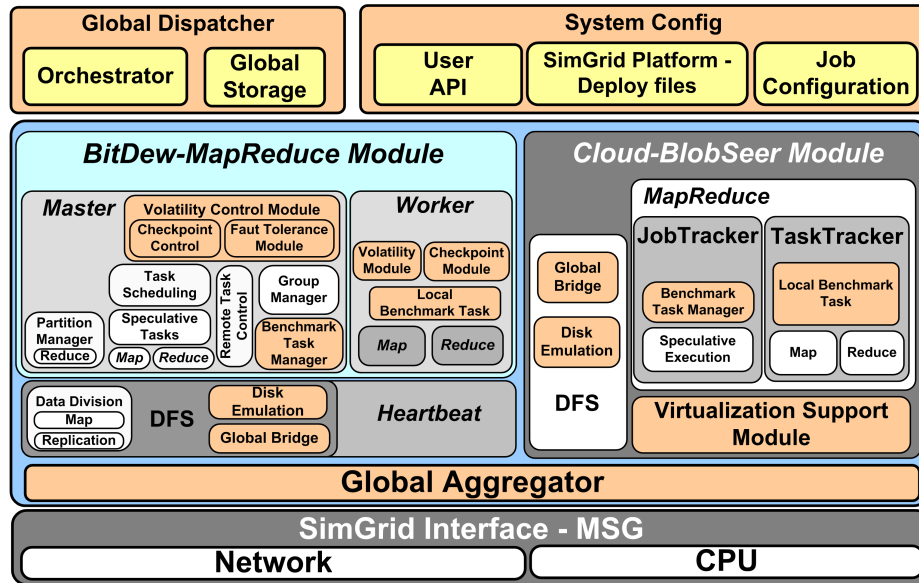 Global Dispatcher
Orchestrator
Global
Storage
System Config
User
API
SimGrid Platform -
Deploy files
Job
Configuration
BitDew-MapReduce Module
Master
Volatility Control Module
Checkpoint
Control
Faut Tolerance
Module
Task
Scheduling
Speculative
Tasks
Map
Reduce
Remote Task
Control
Group
Manager
Benchmark
Task
Manager
Partition
Manager
Reduce
Worker
Volatility
Module
Checkpoint
Module
Local
Benchmark Task
Map
Reduce
Data Division
Map
Replication
DFS
Disk
Emulation
Global Bridge
Heartbeat
Cloud-BlobSeer Module
Global
Bridge
Disk
Emulation
DFS
MapReduce
JobTracker
Benchmark
Task Manager
Speculative
Execution
TaskTracker
Local Benchmark
Task
Map
Reduce
Virtualization Support
Module
Global Aggregator
SimGrid Interface - MSG
Network
CPU